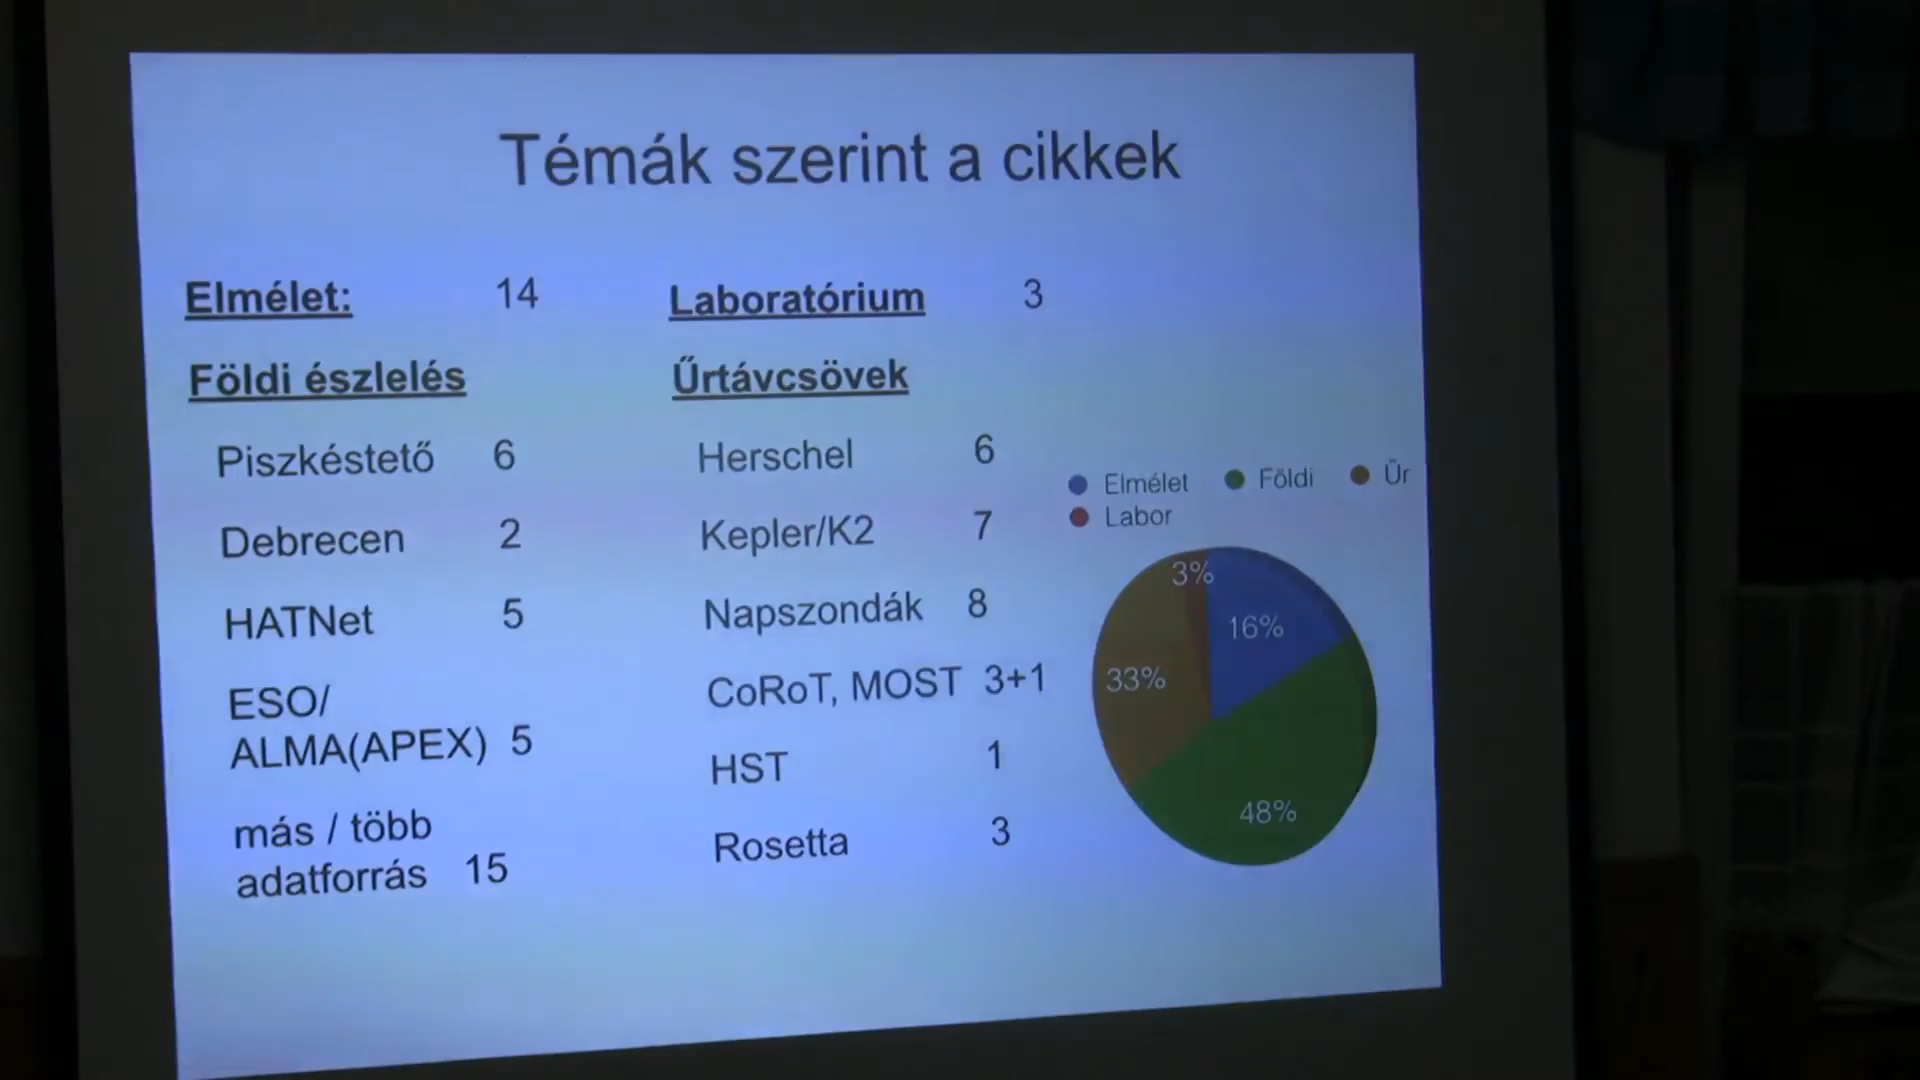 Témák szerint a cikkek
Elmélet: 14
Földi észlelés
Piszkéstető 6
Debrecen 2
HATNet 5
ESO/
ALMA(APEX) 5
más / több
adatforrás 15
Laboratórium 3
Űrtávcsövek
Herschel 6
Kepler/K2 7
Napszondák 8
CoRoT, MOST 3+1
HST 1
Rosetta 3
Elmélet Földi Űr
Labor
3%
16%
33%
48%